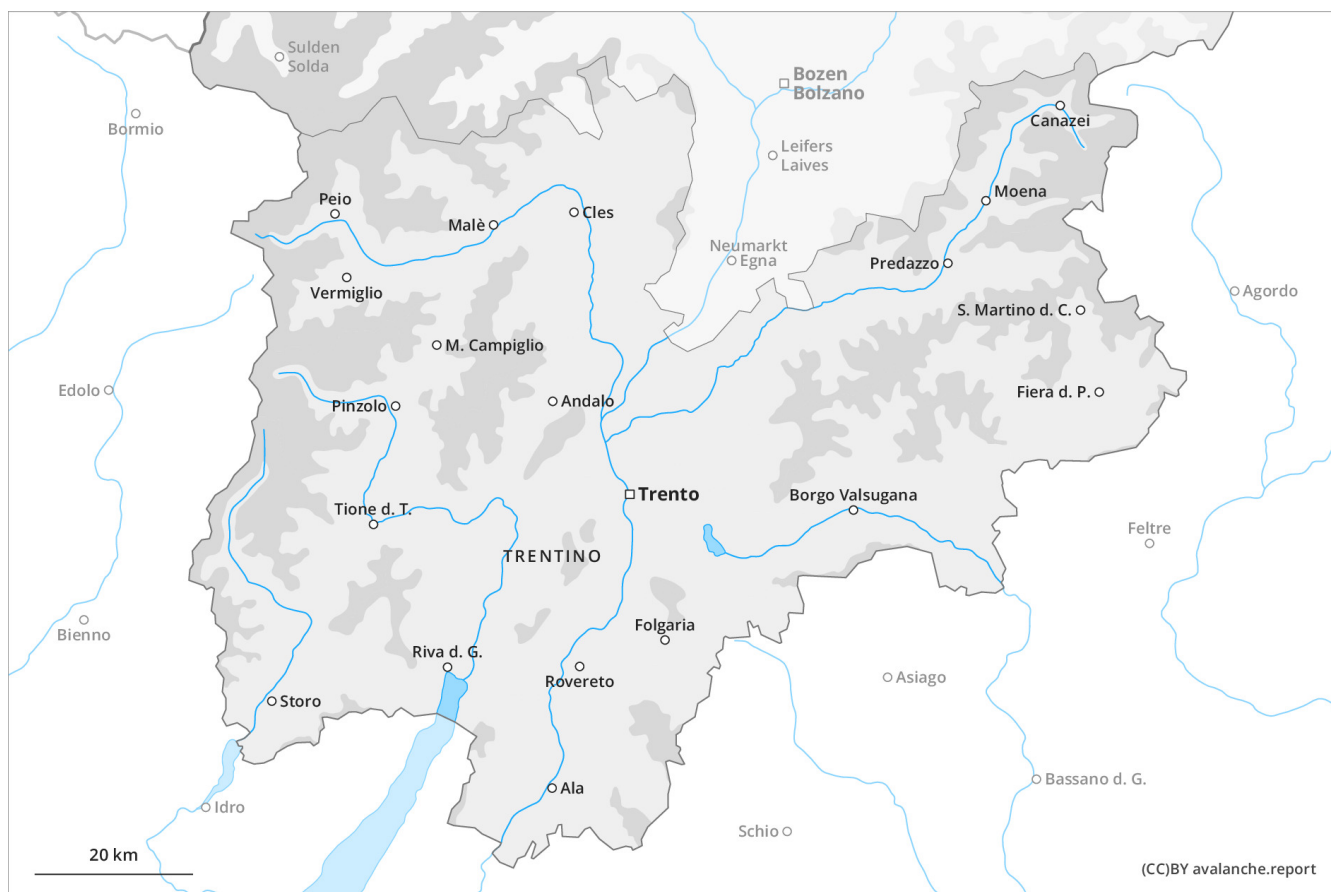 Sulden
Solda
Bozen
Bolzano
Bormio
Canazei
Leifers
Laives
Moena
Peio
Malè
Cles
Neumarkt
Egna
Predazzo
Vermiglio
Agordo
S. Martino d. C.
M. Campiglio
Edolo
Pinzolo
Andalo
Fiera d. P.
Trento
Borgo Valsugana
Tione d. T.
Feltre
TRENTINO
Bienno
Folgaria
Riva d. G.
Rovereto
Asiago
Storo
Bassano d. G.
Ala
Idro
Schio
20 km
(CC)BY avalanche.report